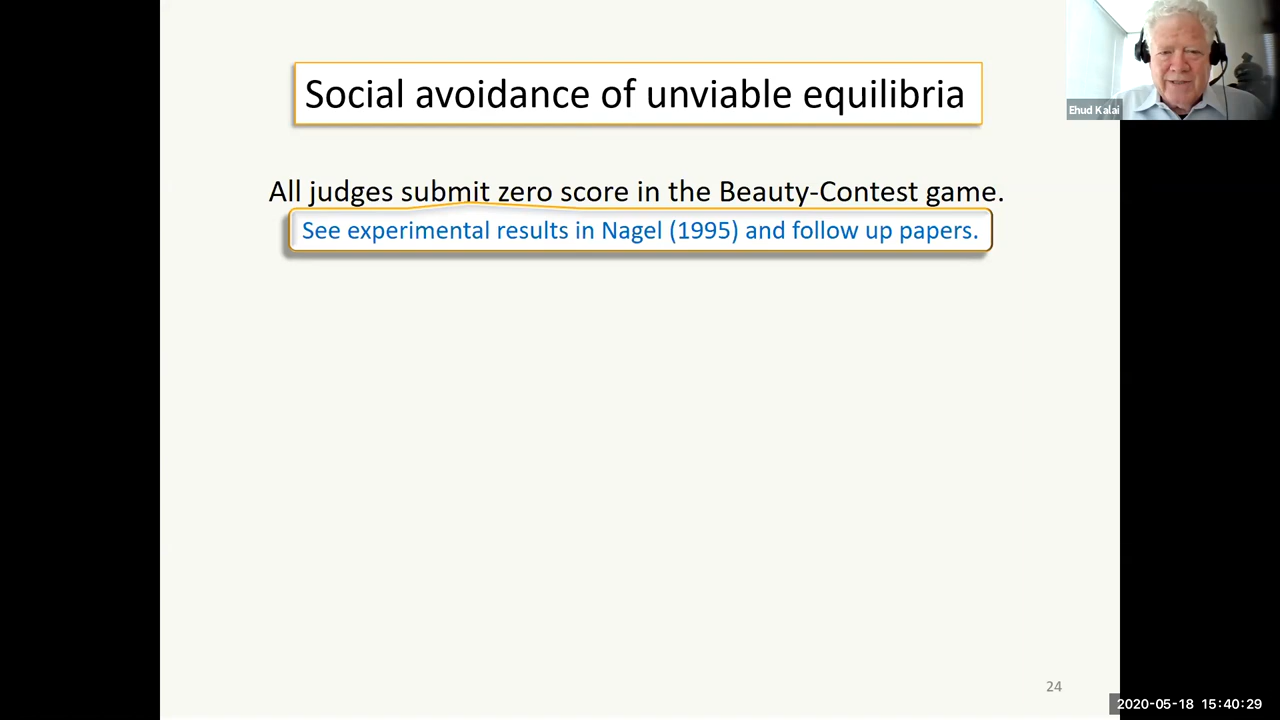 Social avoidance of unviable equilibria
Ehud Kalai
All judges submit zero score in the Beauty-Contest game.
See experimental results in Nagel (1995) and follow up papers.
24
2020-05-18 15:40:29